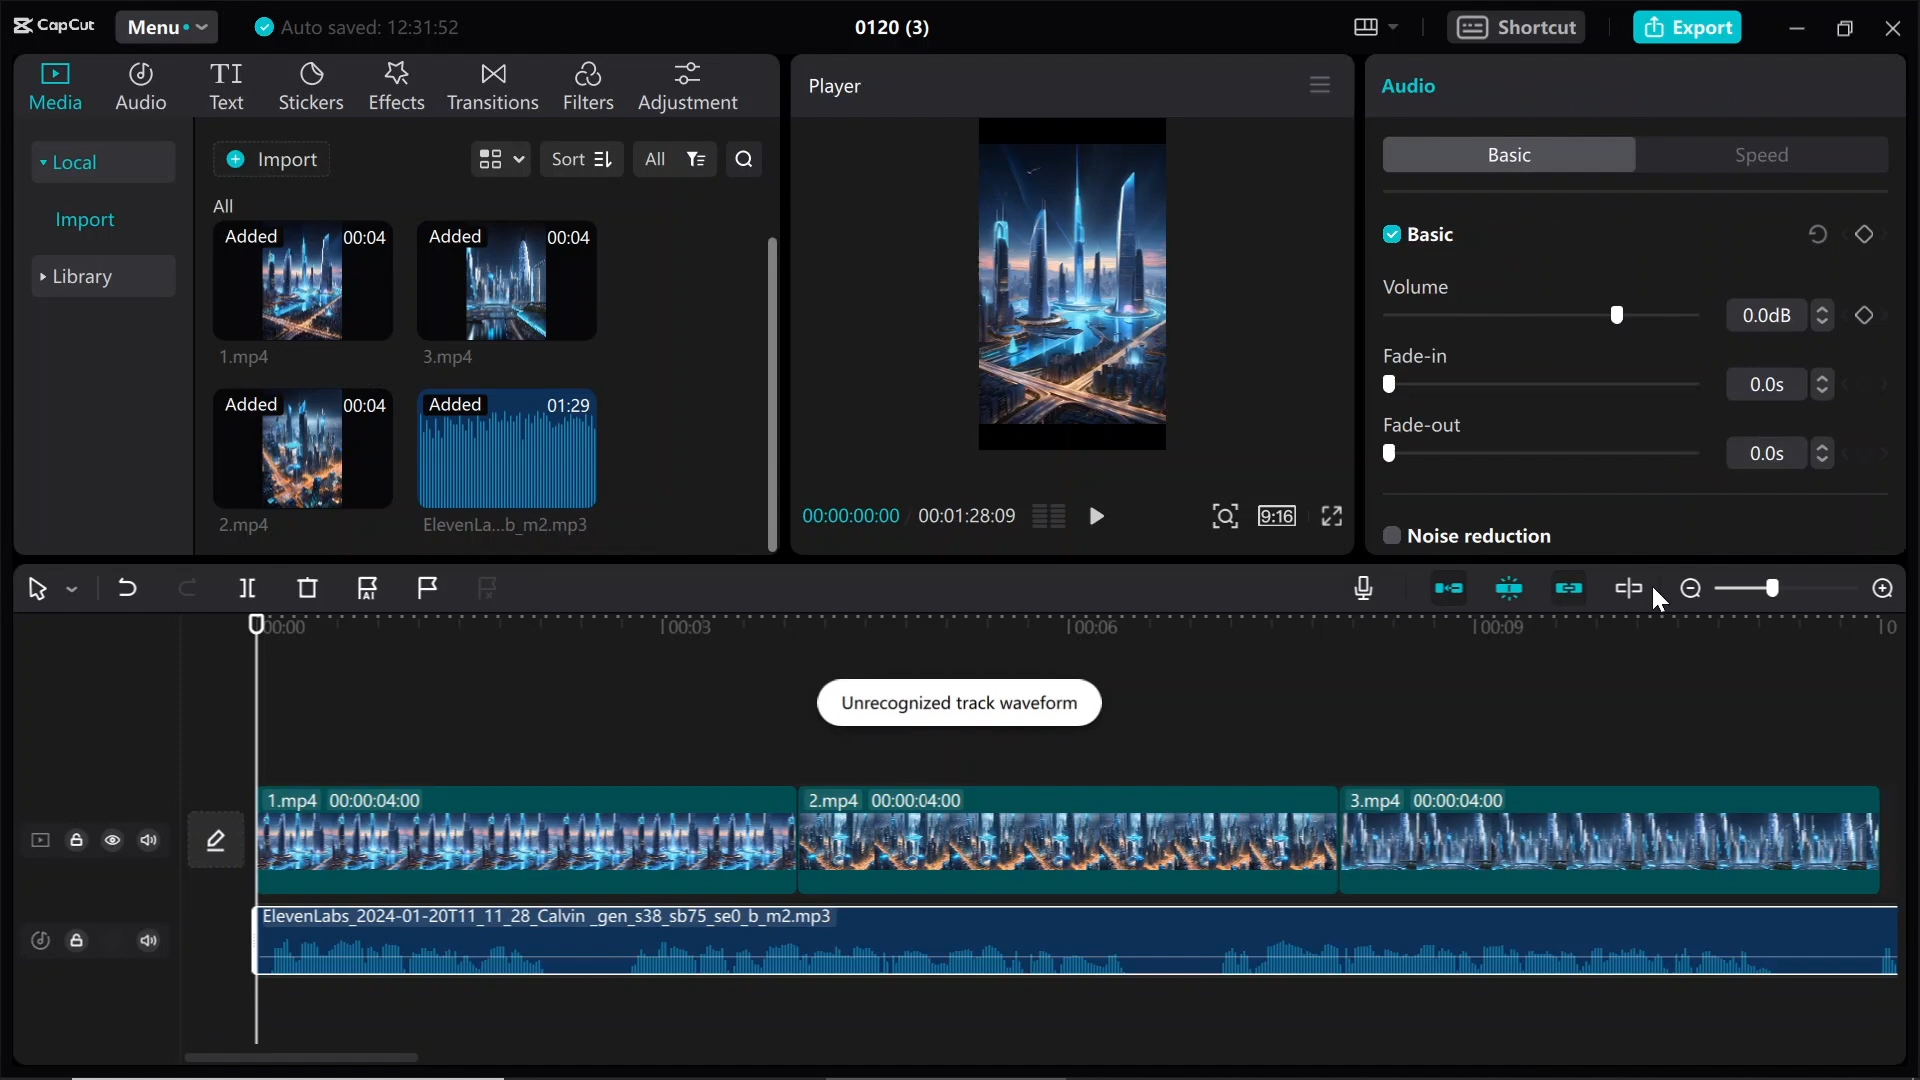 CapCut
Menu
Auto saved: 12:31:52
0120 (3)
Shortcut
Export
Media
Audio
TI
Text
Stickers
Effects
Transitions
Filters
Adjustment
Local
Import
Library
Import
Sort
All
All
Added 00:04
1.mp4
Added 00:04
3.mp4
Added 00:04
2.mp4
Added 01:29
ElevenLa...b_m2.mp3
Player
00:00:00:00
00:01:28:09
9:16
Audio
Basic
Speed
Basic
Volume
0.0dB
Fade-in
0.0s
Fade-out
0.0s
Noise reduction
AI
00:00
00:03
00:06
00:09
Unrecognized track waveform
1.mp4 00:00:04:00
2.mp4 00:00:04:00
3.mp4 00:00:04:00
ElevenLabs_2024-01-20T11_11_28_Calvin _gen_s38_sb75_se0_b_m2.mp3